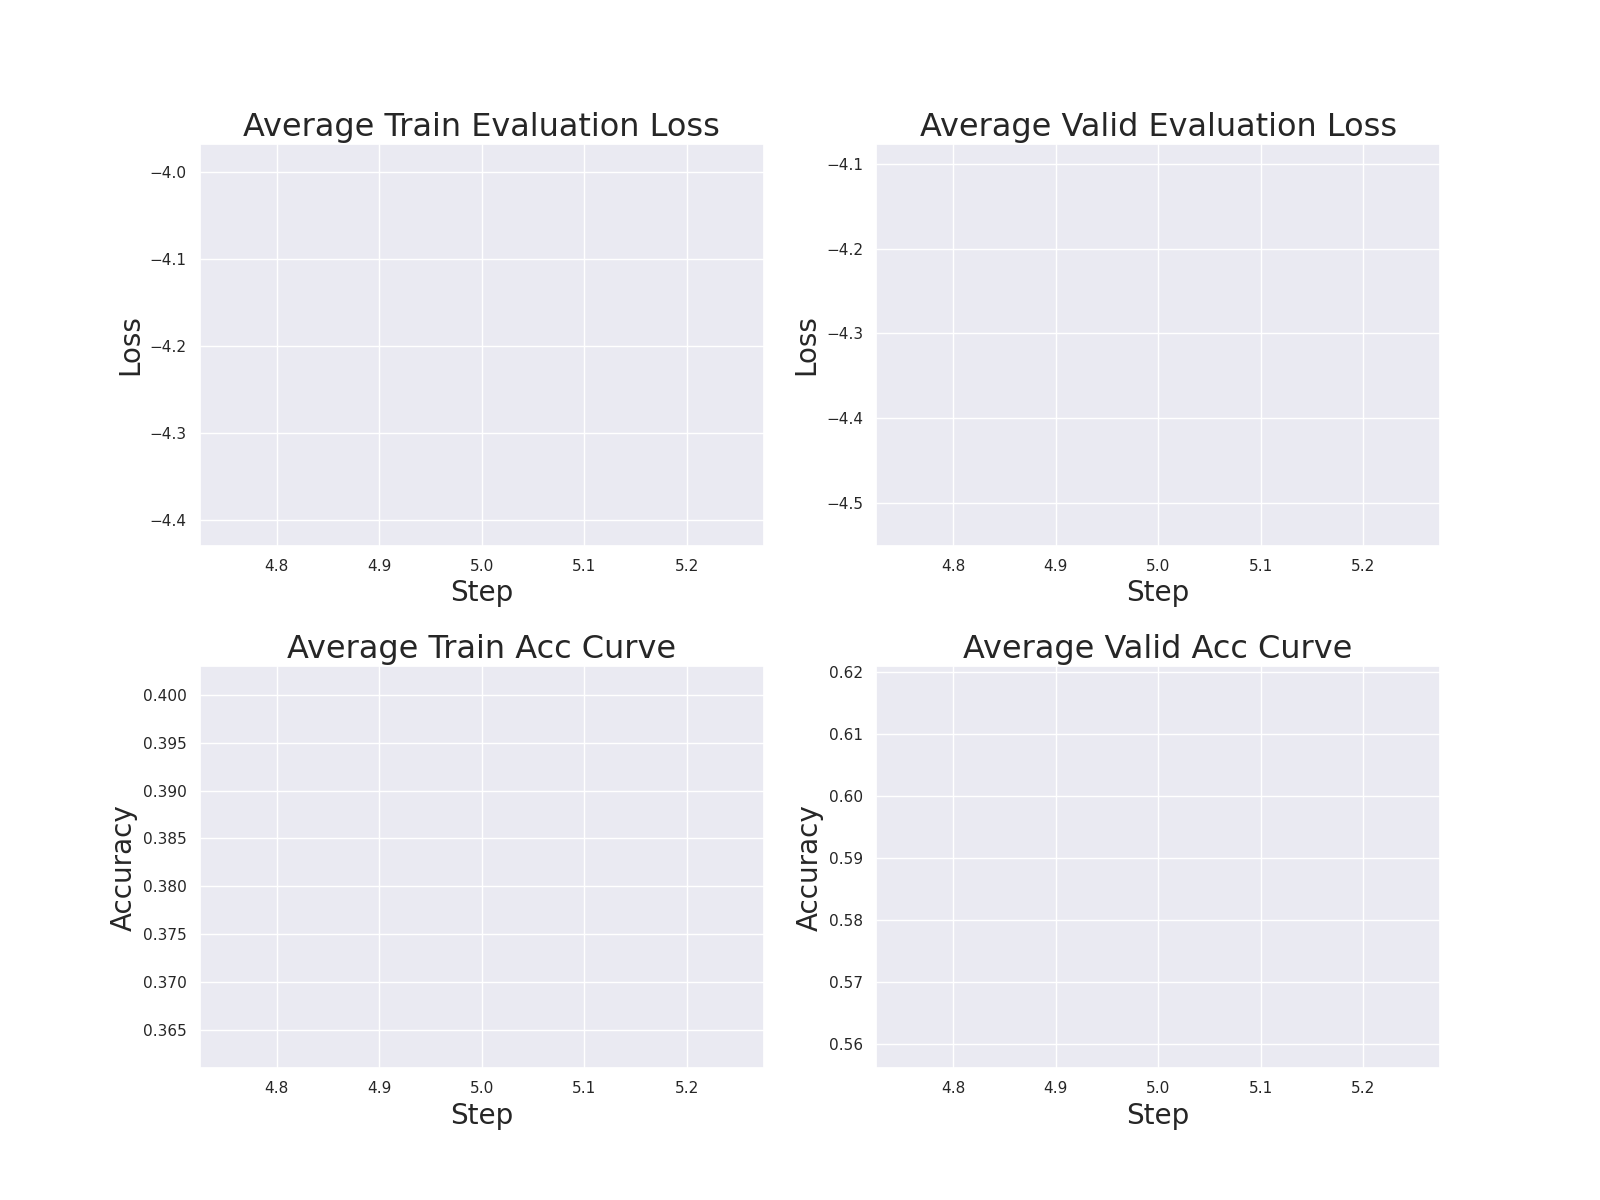 Average Train Evaluation Loss
−4.0
−4.1
−4.2
−4.3
−4.4
Loss
4.8 4.9 5.0 5.1 5.2
Step
Average Valid Evaluation Loss
−4.1
−4.2
−4.3
−4.4
−4.5
Loss
4.8 4.9 5.0 5.1 5.2
Step
Average Train Acc Curve
0.400
0.395
0.390
0.385
0.380
0.375
0.370
0.365
Accuracy
4.8 4.9 5.0 5.1 5.2
Step
Average Valid Acc Curve
0.62
0.61
0.60
0.59
0.58
0.57
0.56
Accuracy
4.8 4.9 5.0 5.1 5.2
Step